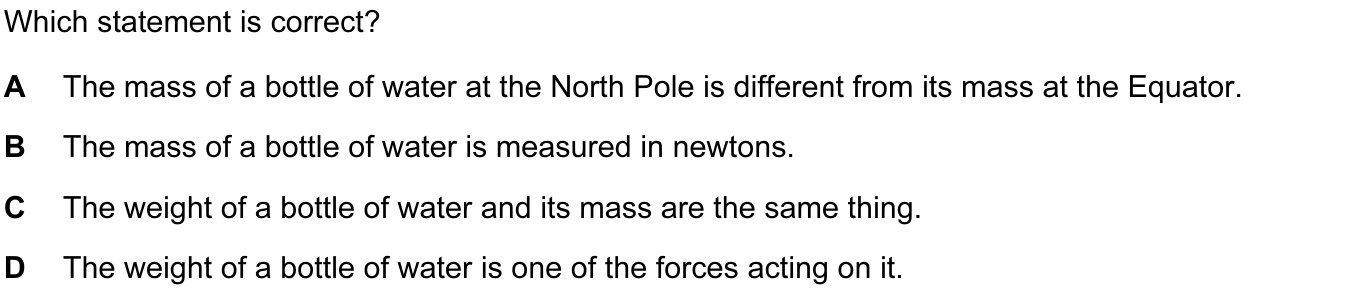 Which statement is correct?
A The mass of a bottle of water at the North Pole is different from its mass at the Equator.
B The mass of a bottle of water is measured in newtons.
C The weight of a bottle of water and its mass are the same thing.
D The weight of a bottle of water is one of the forces acting on it.